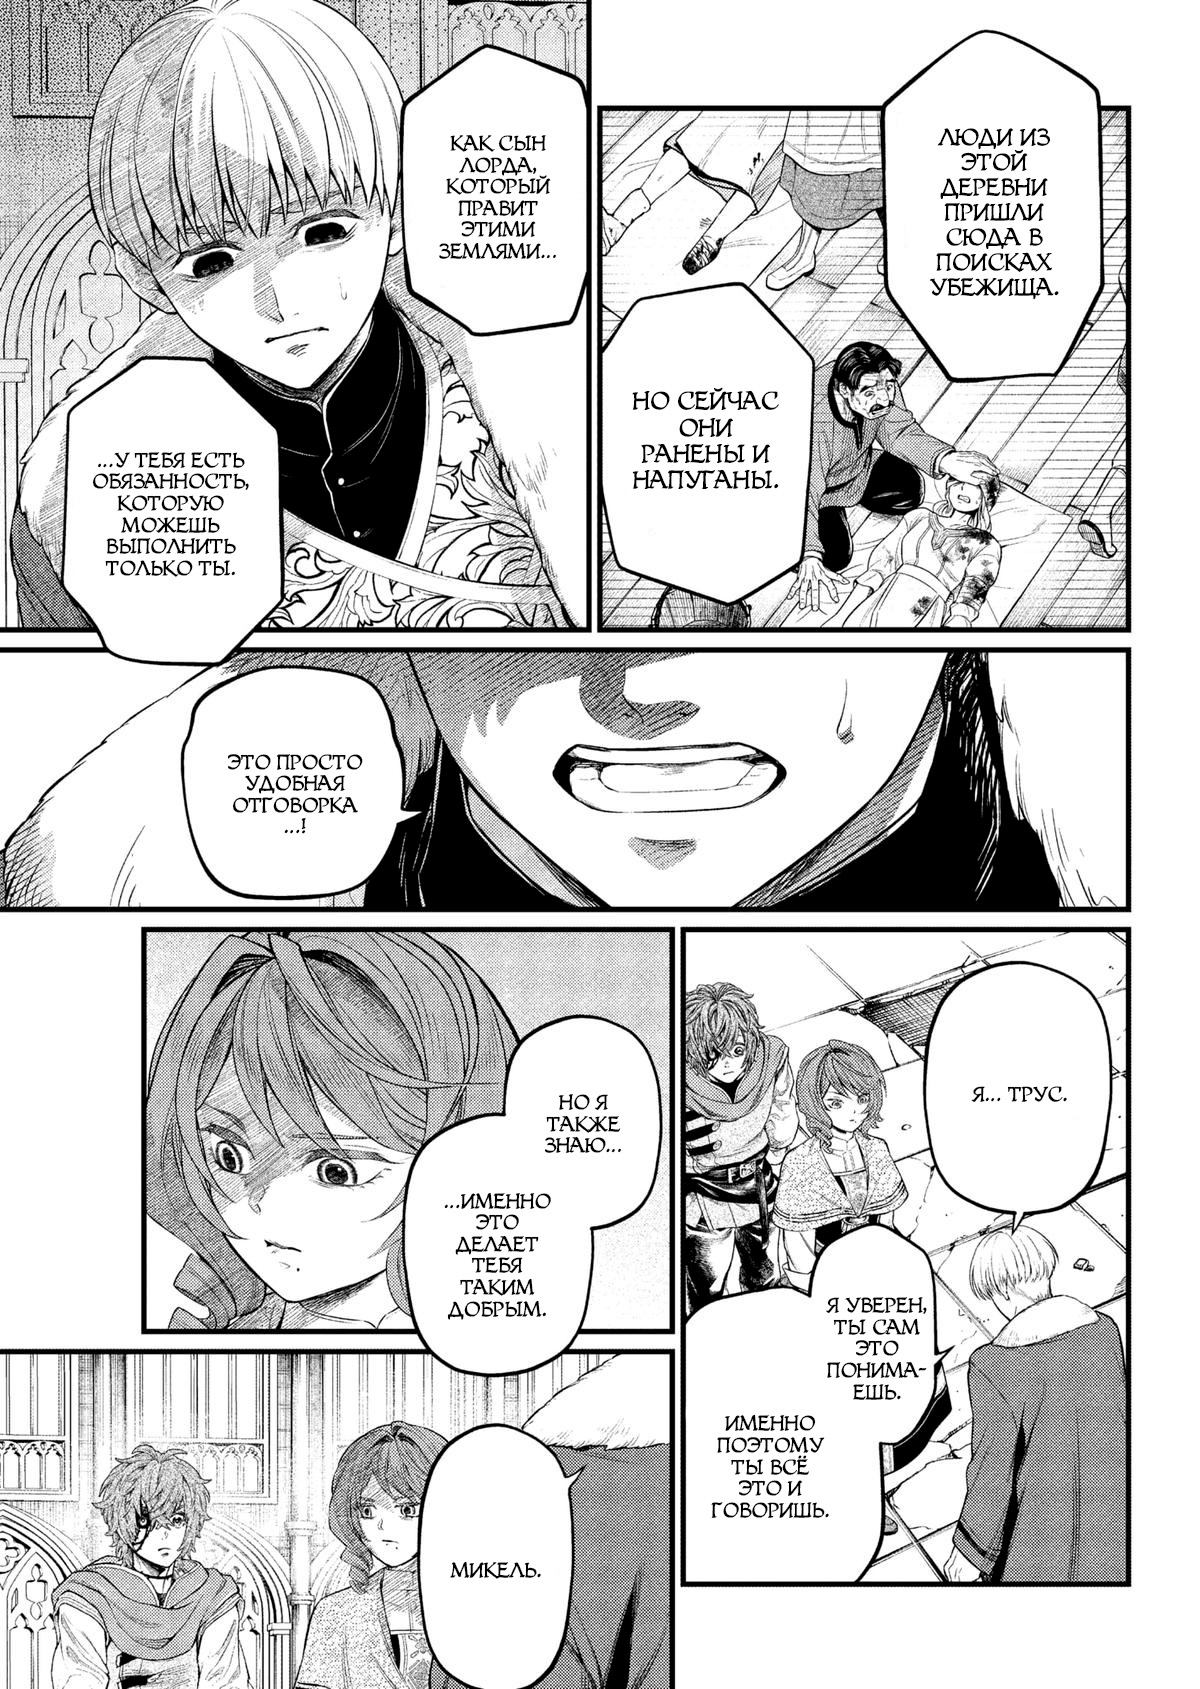 ЛЮДИ ИЗ
ЭТОЙ
ДЕРЕВНИ
ПРИШЛИ
СЮДА В
ПОИСКАХ
УБЕЖИЩА.
НО СЕЙЧАС
ОНИ
РАНЕНЫ И
НАПУГАНЫ.
КАК СЫН
ЛОРДА,
КОТОРЫЙ
ПРАВИТ
ЭТИМИ
ЗЕМЛЯМИ...
...У ТЕБЯ ЕСТЬ
ОБЯЗАННОСТЬ,
КОТОРУЮ
МОЖЕШЬ
ВЫПОЛНИТЬ
ТОЛЬКО ТЫ.
ЭТО ПРОСТО
УДОБНАЯ
ОТГОВОРКА
...!
Я... ТРУС.
Я УВЕРЕН,
ТЫ САМ
ЭТО
ПОНИМА-
ЕШЬ.
ИМЕННО
ПОЭТОМУ
ТЫ ВСЁ
ЭТО И
ГОВОРИШЬ.
НО Я
ТАКЖЕ
ЗНАЮ...
...ИМЕННО
ЭТО
ДЕЛАЕТ
ТЕБЯ
ТАКИМ
ДОБРЫМ.
МИКЕЛЬ.